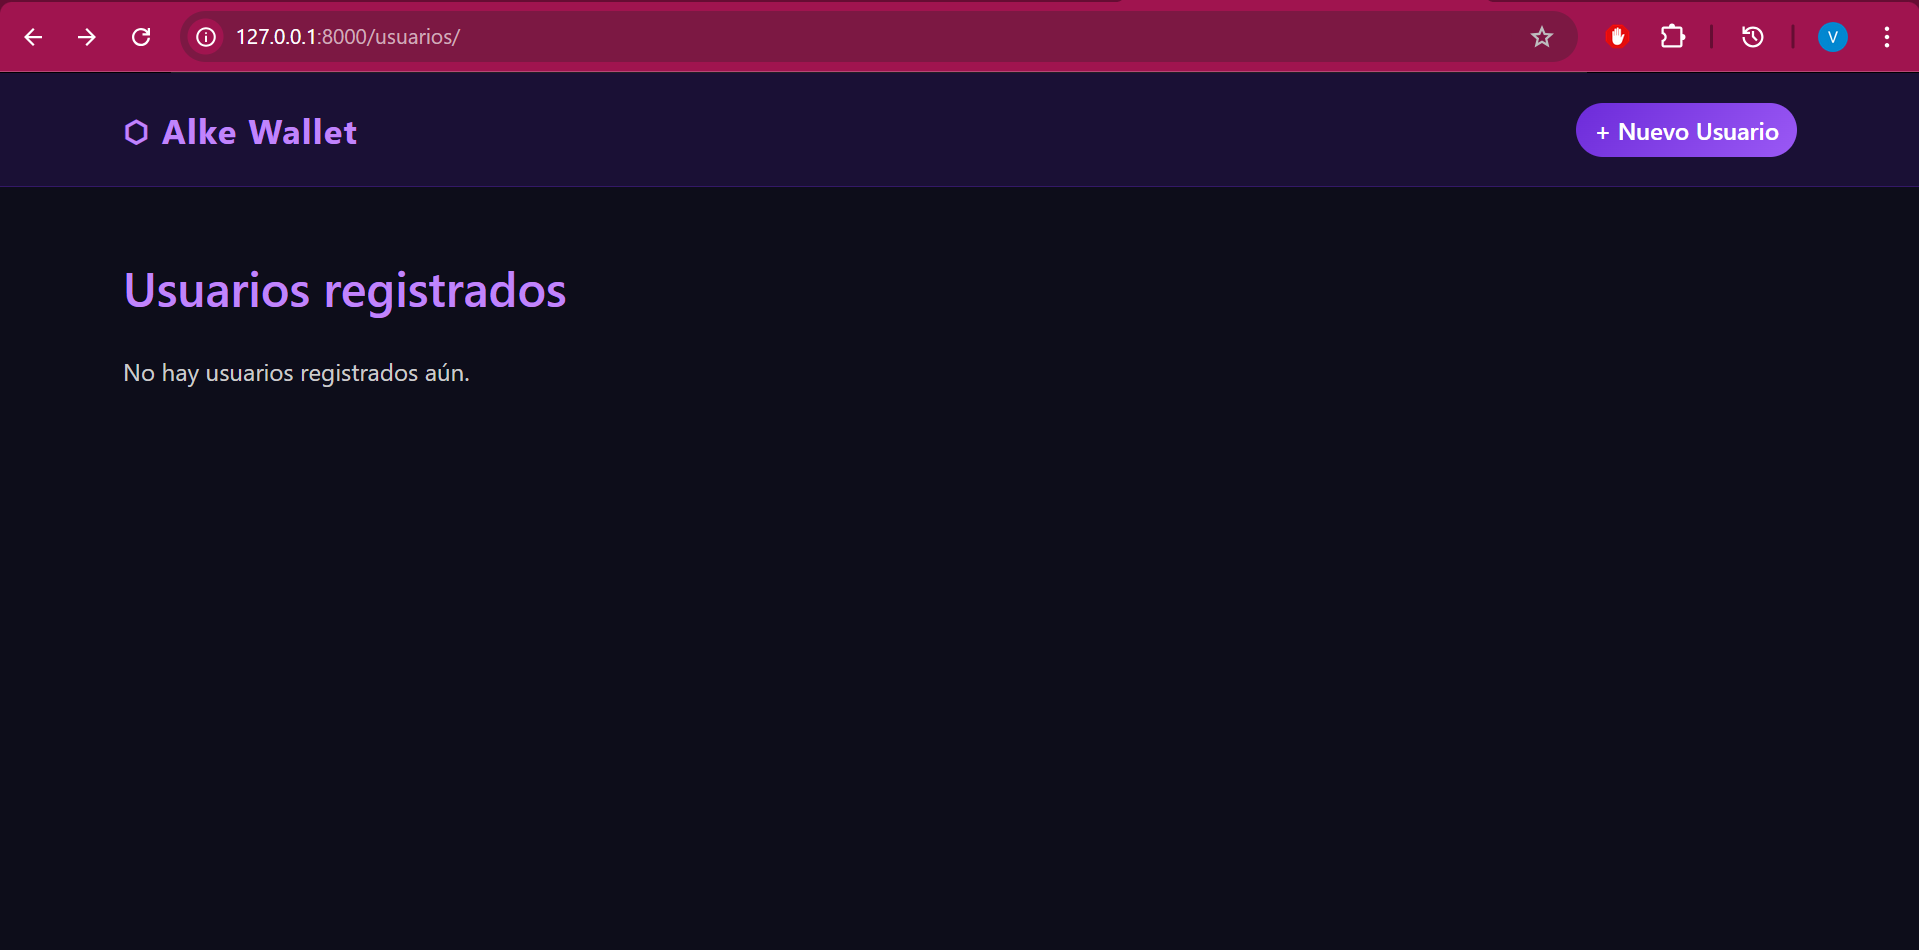 127.0.0.1:8000/usuarios/
V
Alke Wallet
+ Nuevo Usuario
Usuarios registrados
No hay usuarios registrados aún.